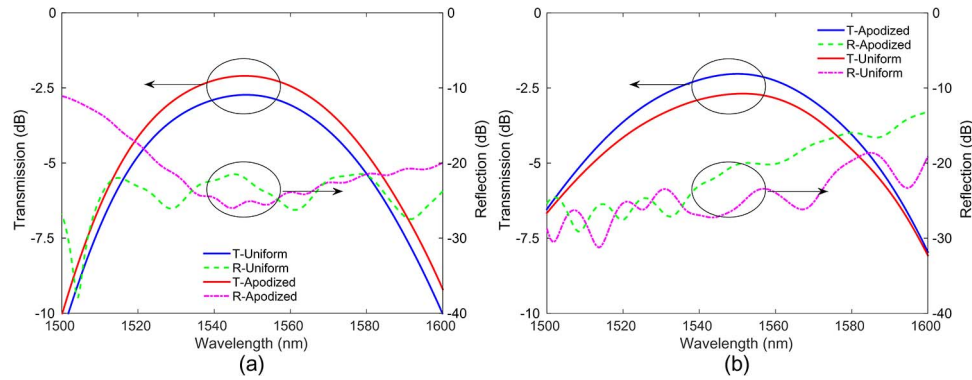 0
-2.5
-5
-7.5
-10
Transmission (dB)
0
-10
-20
-30
-40
Reflection (dB)
T-Uniform
R-Uniform
T-Apodized
R-Apodized
1500 1520 1540 1560 1580 1600
Wavelength (nm)
(a)
0
-2.5
-5
-7.5
-10
Transmission (dB)
0
-10
-20
-30
-40
Reflection (dB)
T-Apodized
R-Apodized
T-Uniform
R-Uniform
1500 1520 1540 1560 1580 1600
Wavelength (nm)
(b)